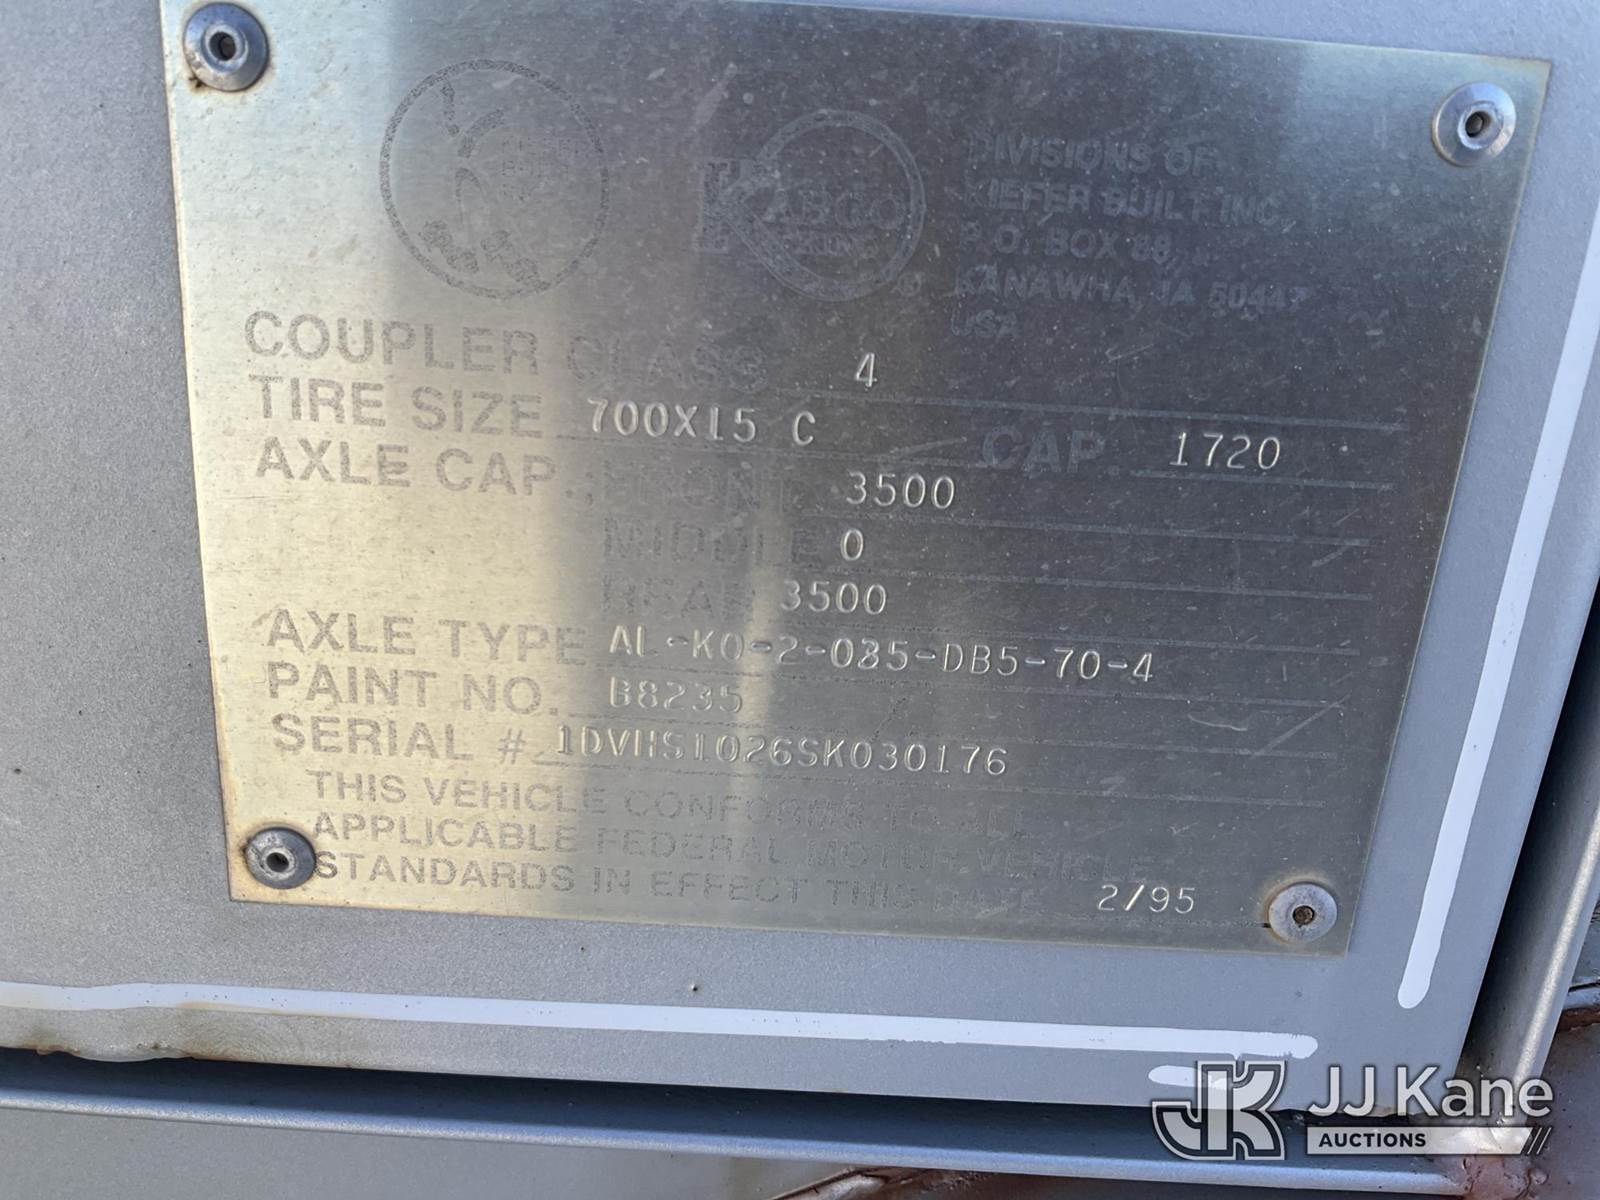 DIVISIONS OF
KIEFER BUILT INC.
P.O. BOX 88,
KANAWHA, IA 50447
USA
COUPLER CLASS 4
TIRE SIZE 700X15 C CAP. 1720
AXLE CAP.: FRONT 3500
MIDDLE 0
REAR 3500
AXLE TYPE AL-KO-2-035-DB5-70-4
PAINT NO. B8235
SERIAL # 1DVHS1026SK030176
THIS VEHICLE CONFORMS TO ALL
APPLICABLE FEDERAL MOTOR VEHICLE
STANDARDS IN EFFECT THIS DATE 2/95
JK JJ Kane
AUCTIONS